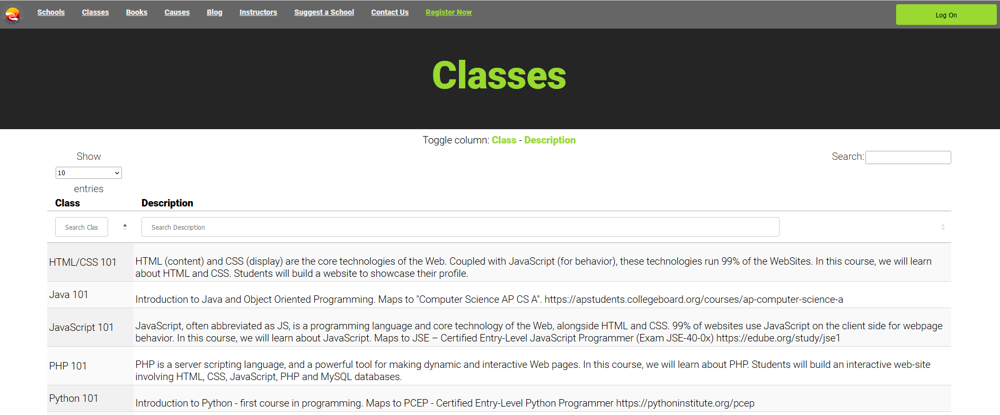 Schools Classes Books Causes Blog Instructors Suggest a School Contact Us Register Now Log On
Classes
Toggle column: Class - Description
Show
10
entries
Search:
Class Description
Search Clas Search Description
HTML/CSS 101
HTML (content) and CSS (display) are the core technologies of the Web. Coupled with JavaScript (for behavior), these technologies run 99% of the WebSites. In this course, we will learn
about HTML and CSS. Students will build a website to showcase their profile.
Java 101
Introduction to Java and Object Oriented Programming. Maps to "Computer Science AP CS A". https://apstudents.collegeboard.org/courses/ap-computer-science-a
JavaScript 101
JavaScript, often abbreviated as JS, is a programming language and core technology of the Web, alongside HTML and CSS. 99% of websites use JavaScript on the client side for webpage
behavior. In this course, we will learn about JavaScript. Maps to JSE – Certified Entry-Level JavaScript Programmer (Exam JSE-40-0x) https://edube.org/study/jse1
PHP 101
PHP is a server scripting language, and a powerful tool for making dynamic and interactive Web pages. In this course, we will learn about PHP. Students will build an interactive web-site
involving HTML, CSS, JavaScript, PHP and MySQL databases.
Python 101
Introduction to Python - first course in programming. Maps to PCEP - Certified Entry-Level Python Programmer https://pythoninstitute.org/pcep